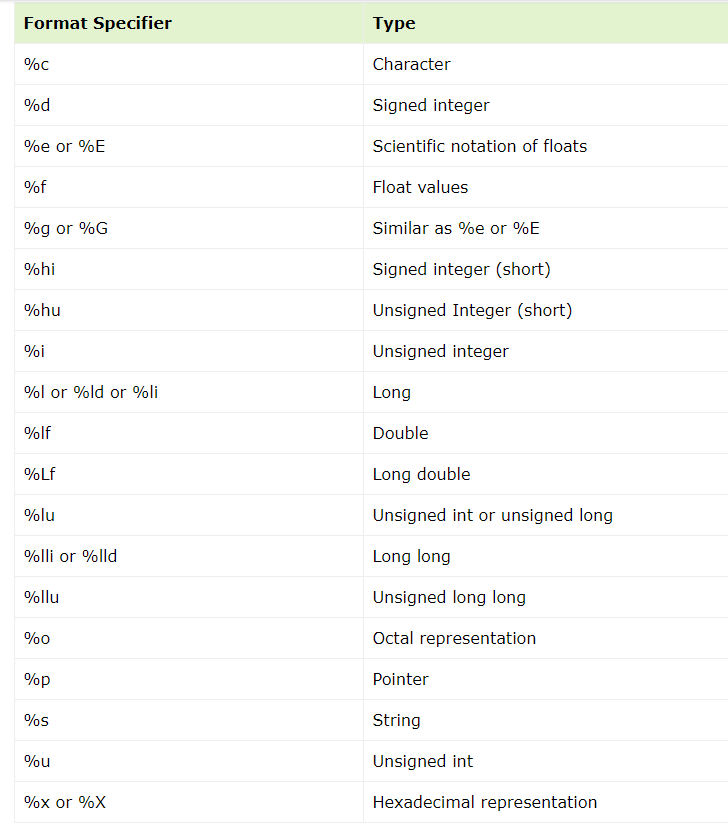 Format Specifier Type
%c Character
%d Signed integer
%e or %E Scientific notation of floats
%f Float values
%g or %G Similar as %e or %E
%hi Signed integer (short)
%hu Unsigned Integer (short)
%i Unsigned integer
%l or %ld or %li Long
%lf Double
%Lf Long double
%lu Unsigned int or unsigned long
%lli or %lld Long long
%llu Unsigned long long
%o Octal representation
%p Pointer
%s String
%u Unsigned int
%x or %X Hexadecimal representation